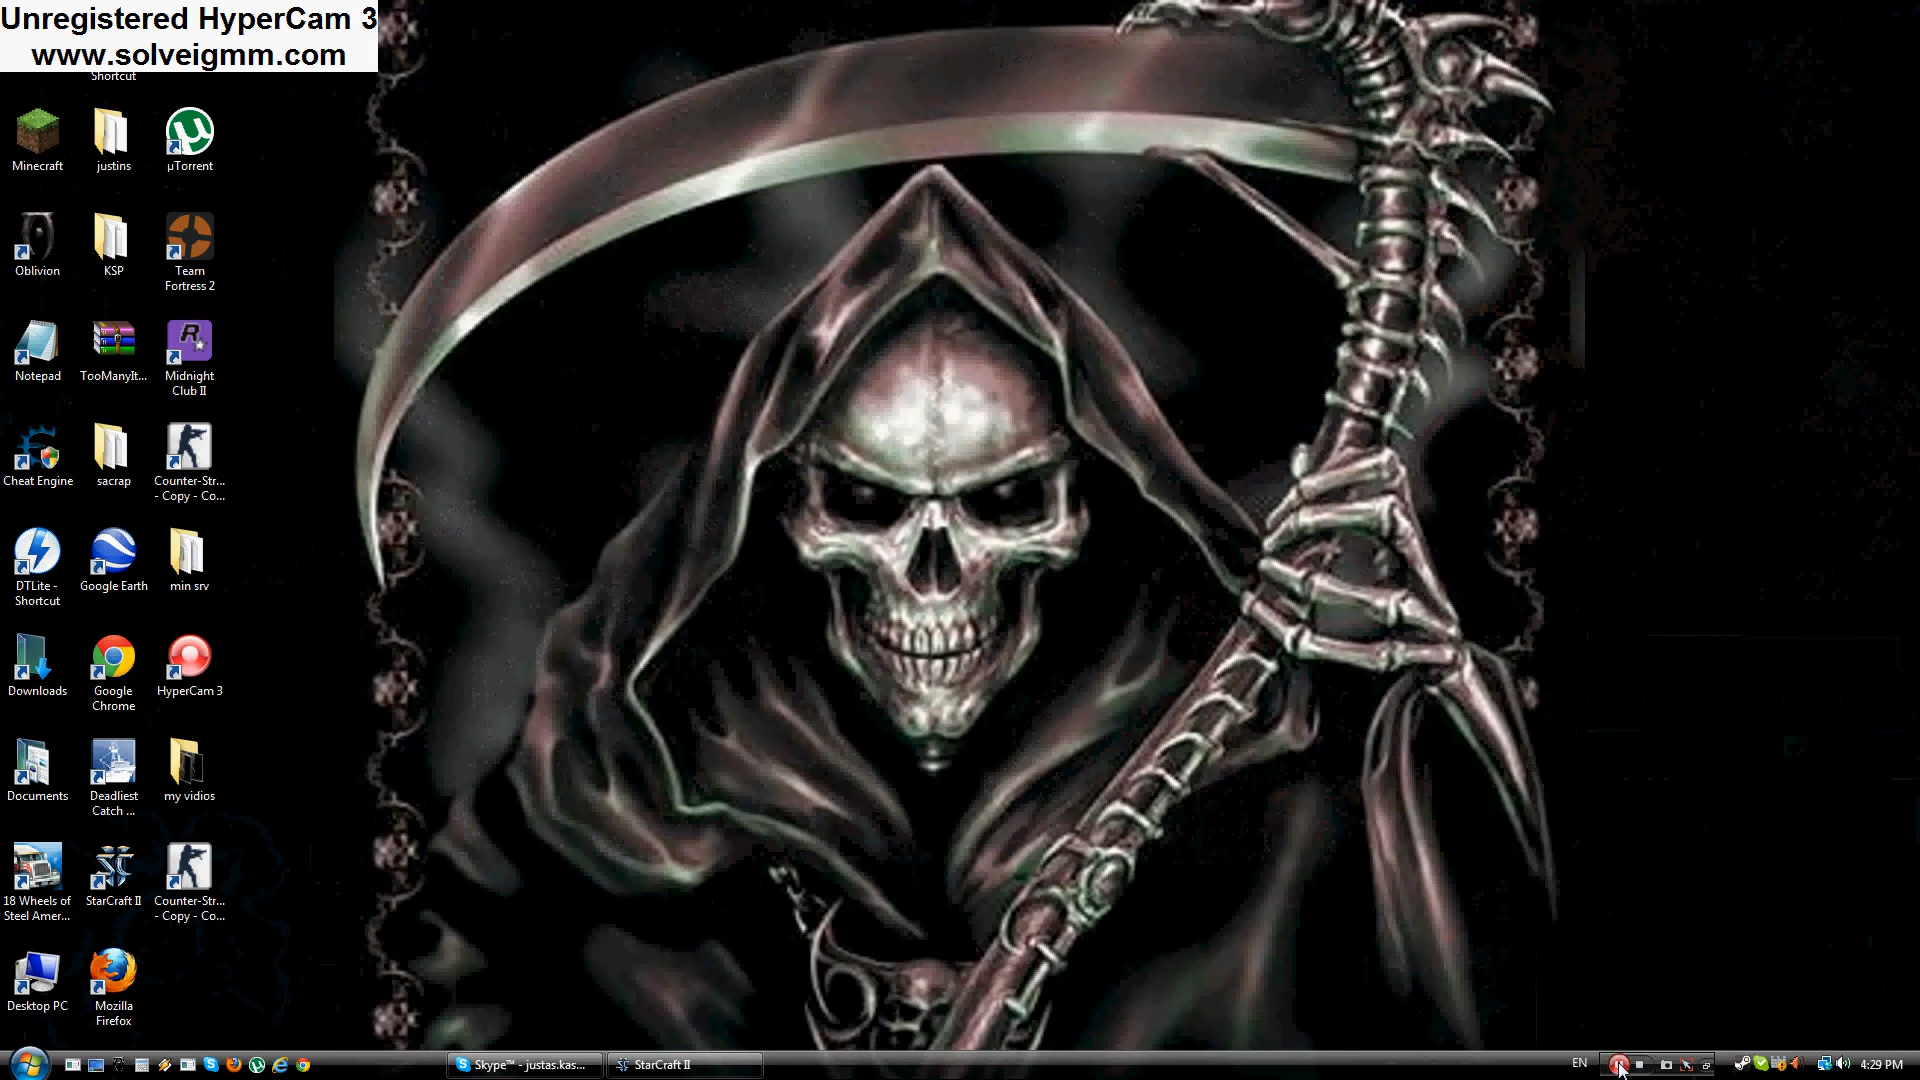 Unregistered HyperCam 3
www.solveigmm.com
Shortcut
Minecraft
justins
µTorrent
Oblivion
KSP
Team
Fortress 2
Notepad
TooManyIt...
Midnight
Club II
Cheat Engine
sacrap
Counter-Str...
- Copy - Co...
DTLite -
Shortcut
Google Earth
min srv
Downloads
Google
Chrome
HyperCam 3
Documents
Deadliest
Catch ...
my vidios
18 Wheels of
Steel Amer...
StarCraft II
Counter-Str...
- Copy - Co...
Desktop PC
Mozilla
Firefox
Skype™ - justas.kas...
StarCraft II
EN
4:29 PM